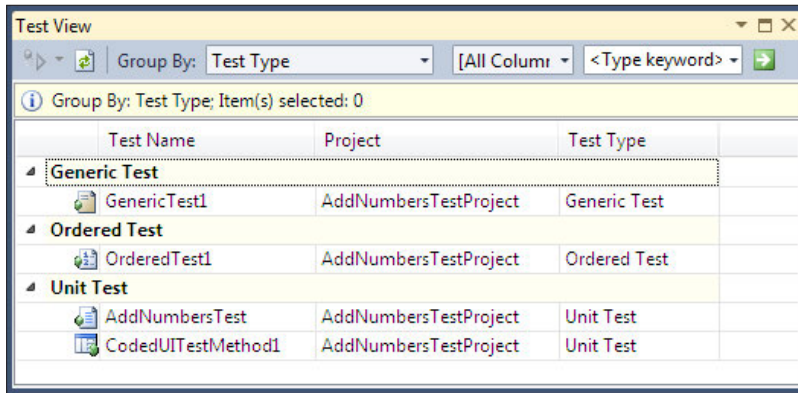 Test View
Group By: Test Type [All Colum <Type keyword>
Group By: Test Type; Item(s) selected: 0
Test Name Project Test Type
Generic Test
GenericTest1 AddNumbersTestProject Generic Test
Ordered Test
OrderedTest1 AddNumbersTestProject Ordered Test
Unit Test
AddNumbersTest AddNumbersTestProject Unit Test
CodedUITestMethod1 AddNumbersTestProject Unit Test